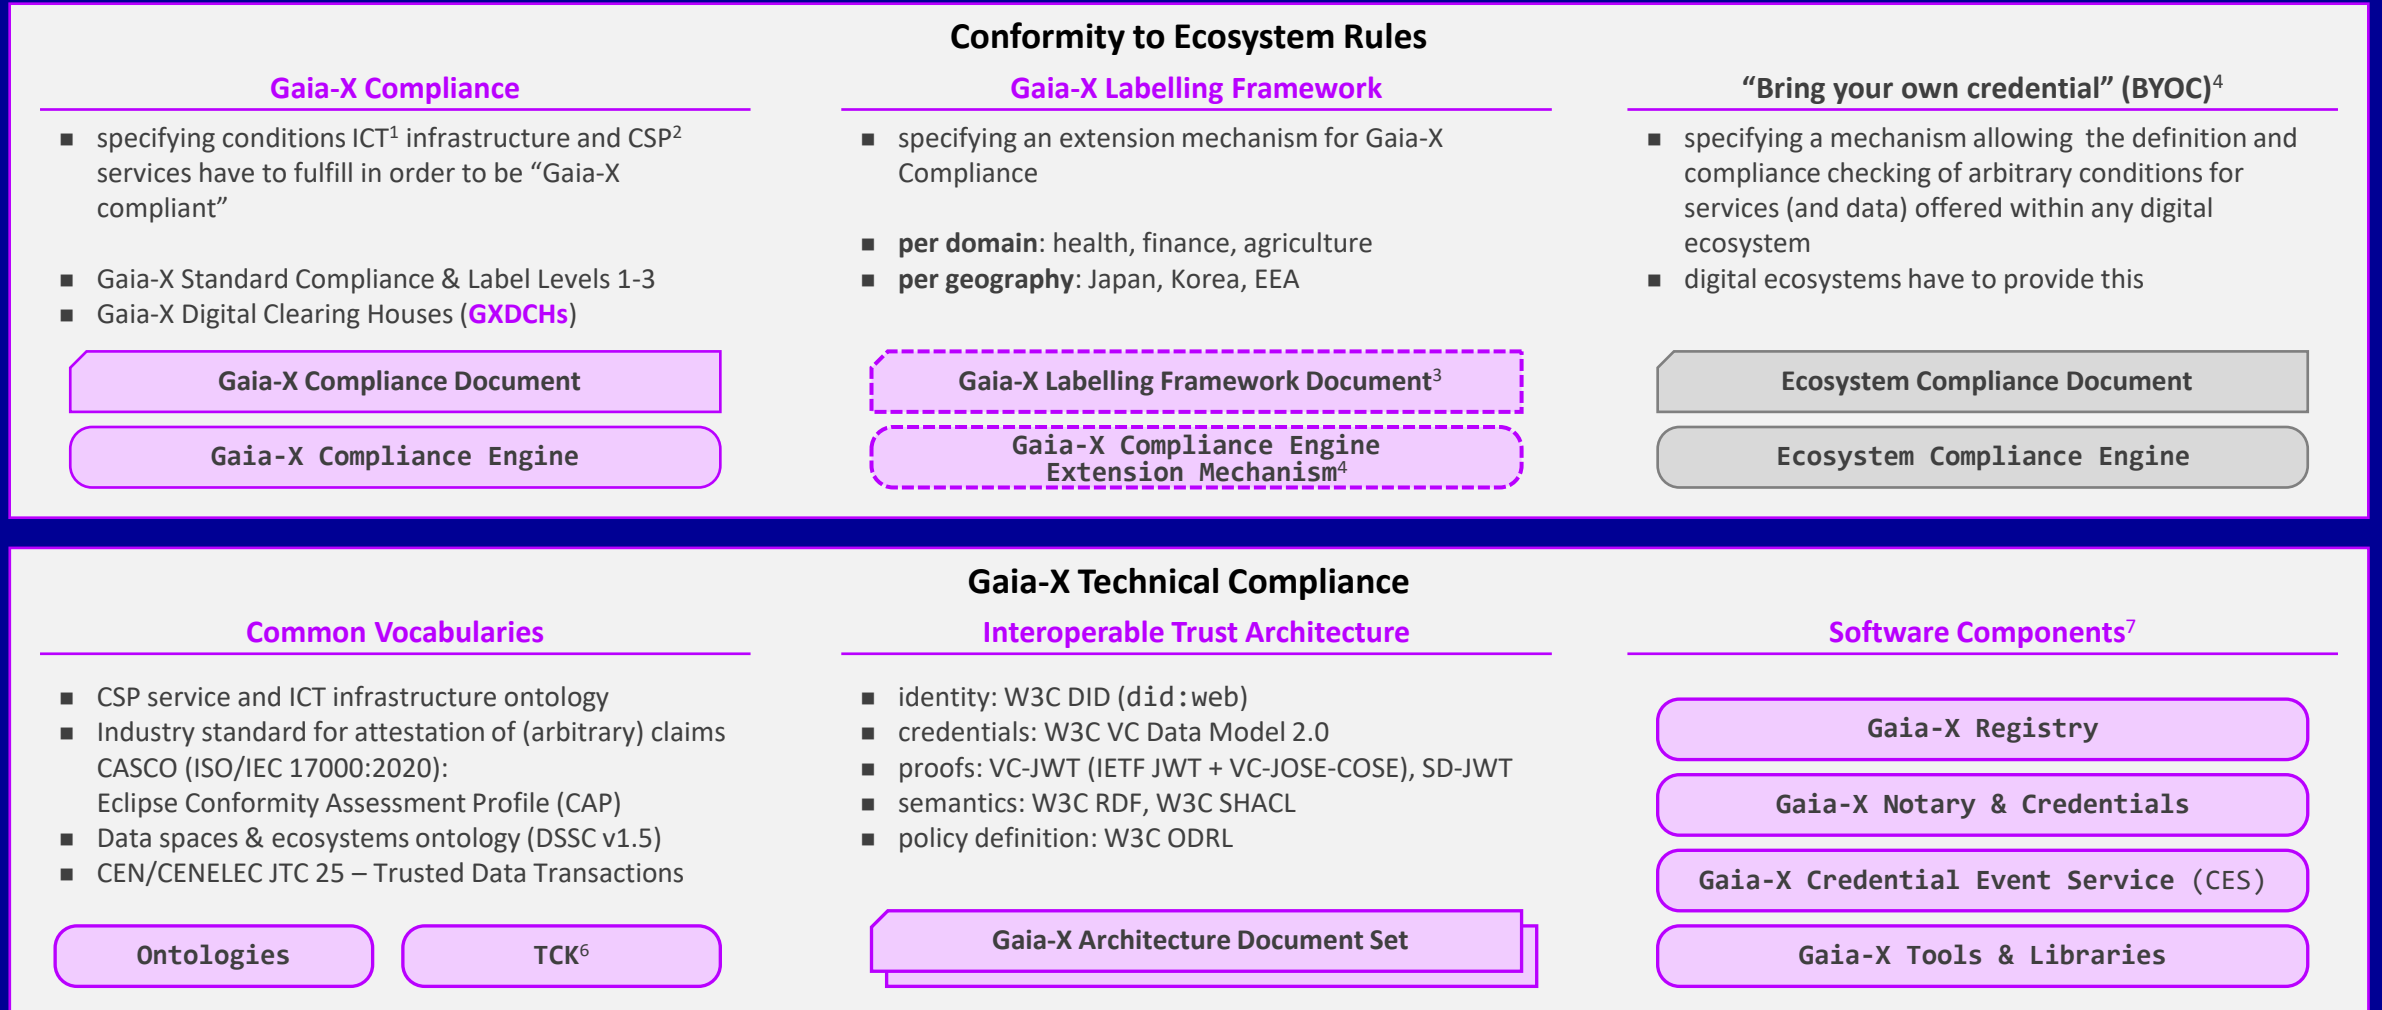 Conformity to Ecosystem Rules
Gaia-X Compliance
■ specifying conditions ICT¹ infrastructure and CSP²
services have to fulfill in order to be “Gaia-X
compliant”
■ Gaia-X Standard Compliance & Label Levels 1-3
■ Gaia-X Digital Clearing Houses (GXDCHs)
Gaia-X Compliance Document
Gaia-X Compliance Engine
Gaia-X Labelling Framework
■ specifying an extension mechanism for Gaia-X
Compliance
■ per domain: health, finance, agriculture
■ per geography: Japan, Korea, EEA
Gaia-X Labelling Framework Document³
Gaia-X Compliance Engine
Extension Mechanism⁴
“Bring your own credential” (BYOC)⁴
■ specifying a mechanism allowing  the definition and
compliance checking of arbitrary conditions for
services (and data) offered within any digital
ecosystem
■ digital ecosystems have to provide this
Ecosystem Compliance Document
Ecosystem Compliance Engine
Gaia-X Technical Compliance
Common Vocabularies
■ CSP service and ICT infrastructure ontology
■ Industry standard for attestation of (arbitrary) claims
CASCO (ISO/IEC 17000:2020):
Eclipse Conformity Assessment Profile (CAP)
■ Data spaces & ecosystems ontology (DSSC v1.5)
■ CEN/CENELEC JTC 25 – Trusted Data Transactions
Ontologies
TCK⁶
Interoperable Trust Architecture
■ identity: W3C DID (did:web)
■ credentials: W3C VC Data Model 2.0
■ proofs: VC-JWT (IETF JWT + VC-JOSE-COSE), SD-JWT
■ semantics: W3C RDF, W3C SHACL
■ policy definition: W3C ODRL
Gaia-X Architecture Document Set
Software Components⁷
Gaia-X Registry
Gaia-X Notary & Credentials
Gaia-X Credential Event Service (CES)
Gaia-X Tools & Libraries